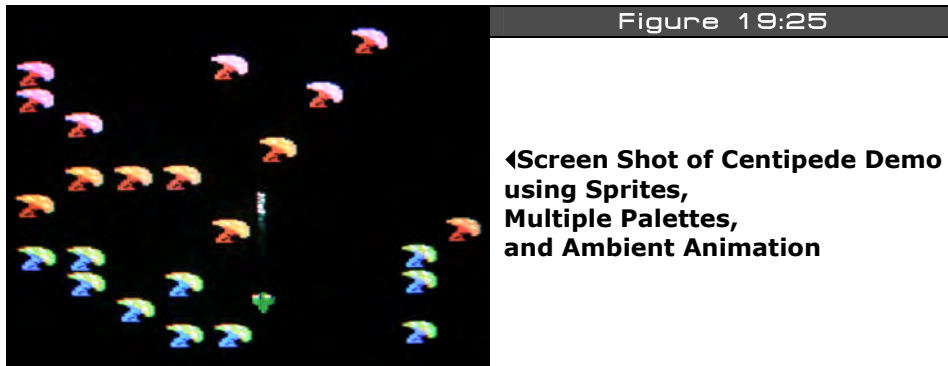 Figure 19:25
Screen Shot of Centipede Demo
using Sprites,
Multiple Palettes,
and Ambient Animation